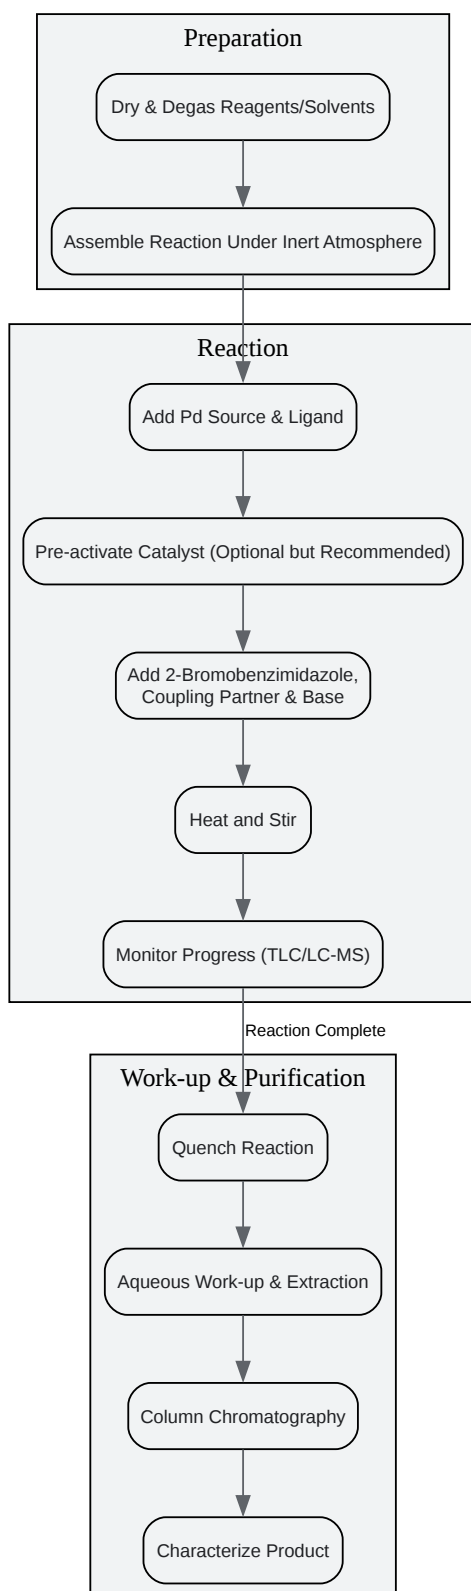 Preparation
Dry & Degas Reagents/Solvents
Assemble Reaction Under Inert Atmosphere
Reaction
Add Pd Source & Ligand
Pre-activate Catalyst (Optional but Recommended)
Add 2-Bromobenzimidazole,
Coupling Partner & Base
Heat and Stir
Monitor Progress (TLC/LC-MS)
Reaction Complete
Work-up & Purification
Quench Reaction
Aqueous Work-up & Extraction
Column Chromatography
Characterize Product